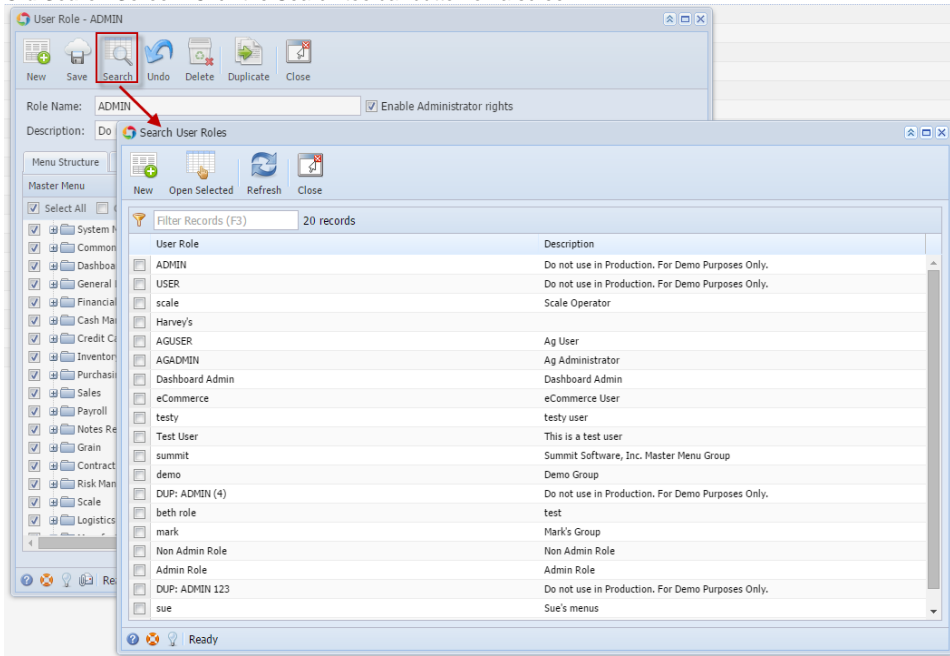 User Role - ADMIN
New Save Search Undo Delete Duplicate Close
Role Name: ADMIN Enable Administrator rights
Description: Do
Menu Structure
Master Menu
Select All
System
Common
Dashboa
General
Financial
Cash Ma
Credit Ca
Inventor
Purchasi
Sales
Payroll
Notes Re
Grain
Contract
Risk Man
Scale
Logistics
Re
Search User Roles
New Open Selected Refresh Close
Filter Records (F3) 20 records
User Role Description
ADMIN Do not use in Production. For Demo Purposes Only.
USER Do not use in Production. For Demo Purposes Only.
scale Scale Operator
Harvey's
AGUSER Ag User
AGADMIN Ag Administrator
Dashboard Admin Dashboard Admin
eCommerce eCommerce User
testy testy user
Test User This is a test user
summit Summit Software, Inc. Master Menu Group
demo Demo Group
DUP: ADMIN (4) Do not use in Production. For Demo Purposes Only.
beth role test
mark Mark's Group
Non Admin Role Non Admin Role
Admin Role Admin Role
DUP: ADMIN 123 Do not use in Production. For Demo Purposes Only.
sue Sue's menus
Ready